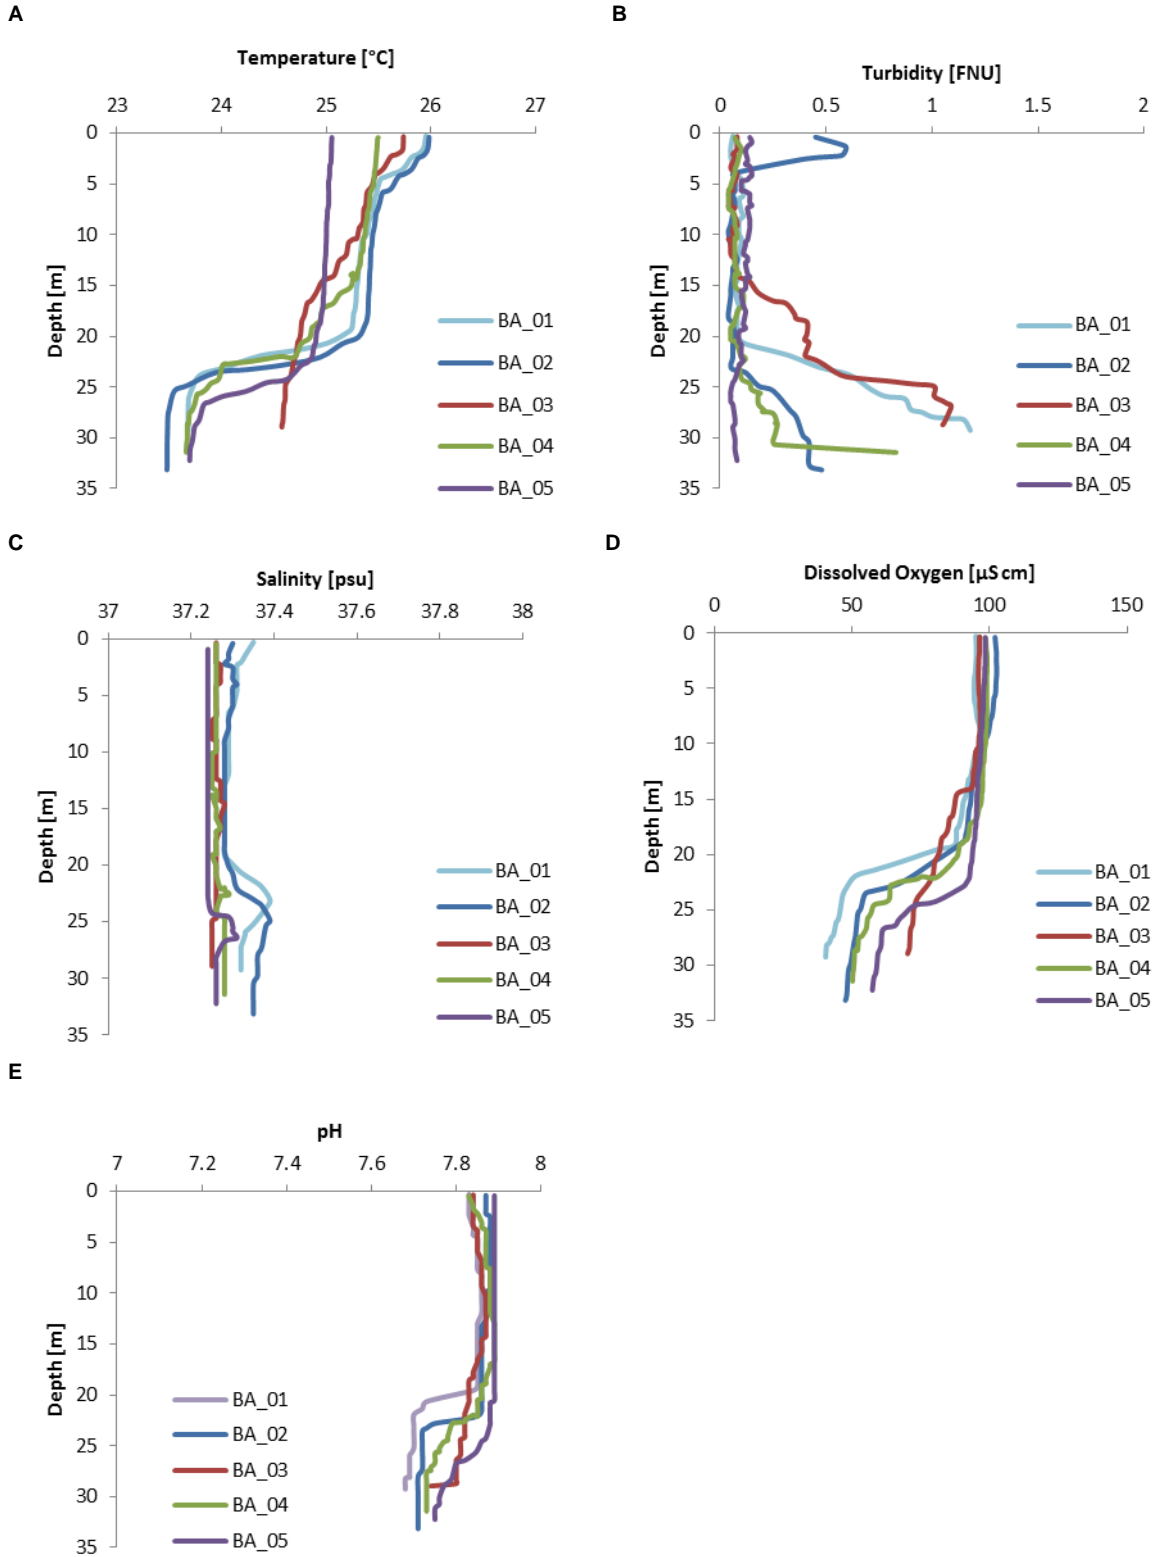 A
B
Temperature [°C]
Turbidity [FNU]
23 24 25 26 27
0 0.5 1 1.5 2
0
5
10
15
20
25
30
35
Depth [m]
BA_01
BA_02
BA_03
BA_04
BA_05
0
5
10
15
20
25
30
35
Depth [m]
BA_01
BA_02
BA_03
BA_04
BA_05
C
D
Salinity [psu]
Dissolved Oxygen [µS cm]
37 37.2 37.4 37.6 37.8 38
0 50 100 150
0
5
10
15
20
25
30
35
Depth [m]
BA_01
BA_02
BA_03
BA_04
BA_05
0
5
10
15
20
25
30
35
Depth [m]
BA_01
BA_02
BA_03
BA_04
BA_05
E
pH
7 7.2 7.4 7.6 7.8 8
0
5
10
15
20
25
30
35
Depth [m]
BA_01
BA_02
BA_03
BA_04
BA_05